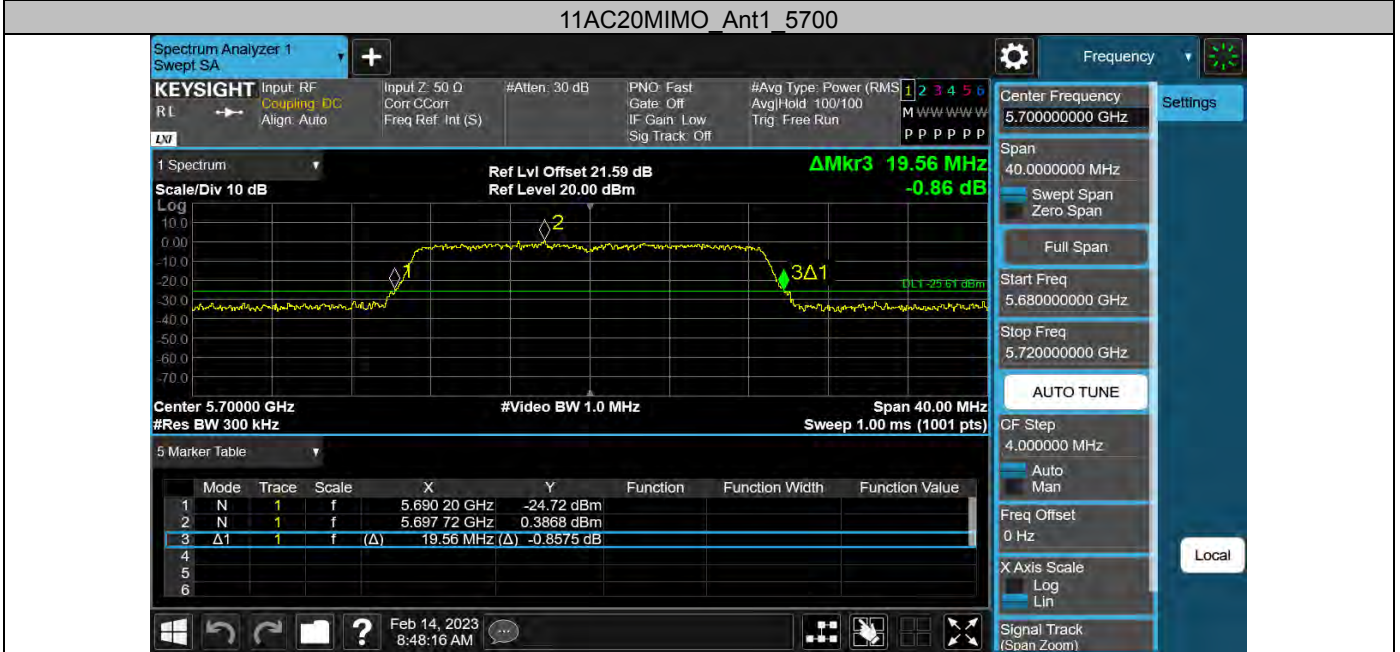 11AC20MIMO_Ant1_5700
Spectrum Analyzer 1
Swept SA
+
Frequency
KEYSIGHT
RL
LXI
Input: RF
Coupling: DC
Align: Auto
Input Z: 50 Ω
Corr CCorr
Freq Ref: Int (S)
#Atten: 30 dB
PNO: Fast
Gate: Off
IF Gain: Low
Sig Track: Off
#Avg Type: Power (RMS
Avg|Hold: 100/100
Trig: Free Run
1 2 3 4 5 6
M W W W W W
P P P P P P
Center Frequency
5.700000000 GHz
Settings
Span
40.0000000 MHz
Swept Span
Zero Span
Full Span
Start Freq
5.680000000 GHz
Stop Freq
5.720000000 GHz
AUTO TUNE
CF Step
4.000000 MHz
Auto
Man
Freq Offset
0 Hz
X Axis Scale
Log
Lin
Signal Track
(Span Zoom)
Local
1 Spectrum
Scale/Div 10 dB
Log
Ref Lvl Offset 21.59 dB
Ref Level 20.00 dBm
ΔMkr3 19.56 MHz
-0.86 dB
10.0
0.00
-10.0
-20.0
-30.0
-40.0
-50.0
-60.0
-70.0
1
2
3Δ1
DL1 -25.61 dBm
Center 5.70000 GHz
#Video BW 1.0 MHz
Span 40.00 MHz
#Res BW 300 kHz
Sweep 1.00 ms (1001 pts)
5 Marker Table
Mode Trace Scale X Y Function Function Width Function Value
1 N 1 f 5.690 20 GHz -24.72 dBm
2 N 1 f 5.697 72 GHz 0.3868 dBm
3 Δ1 1 f (Δ) 19.56 MHz (Δ) -0.8575 dB
4
5
6
?
Feb 14, 2023
8:48:16 AM